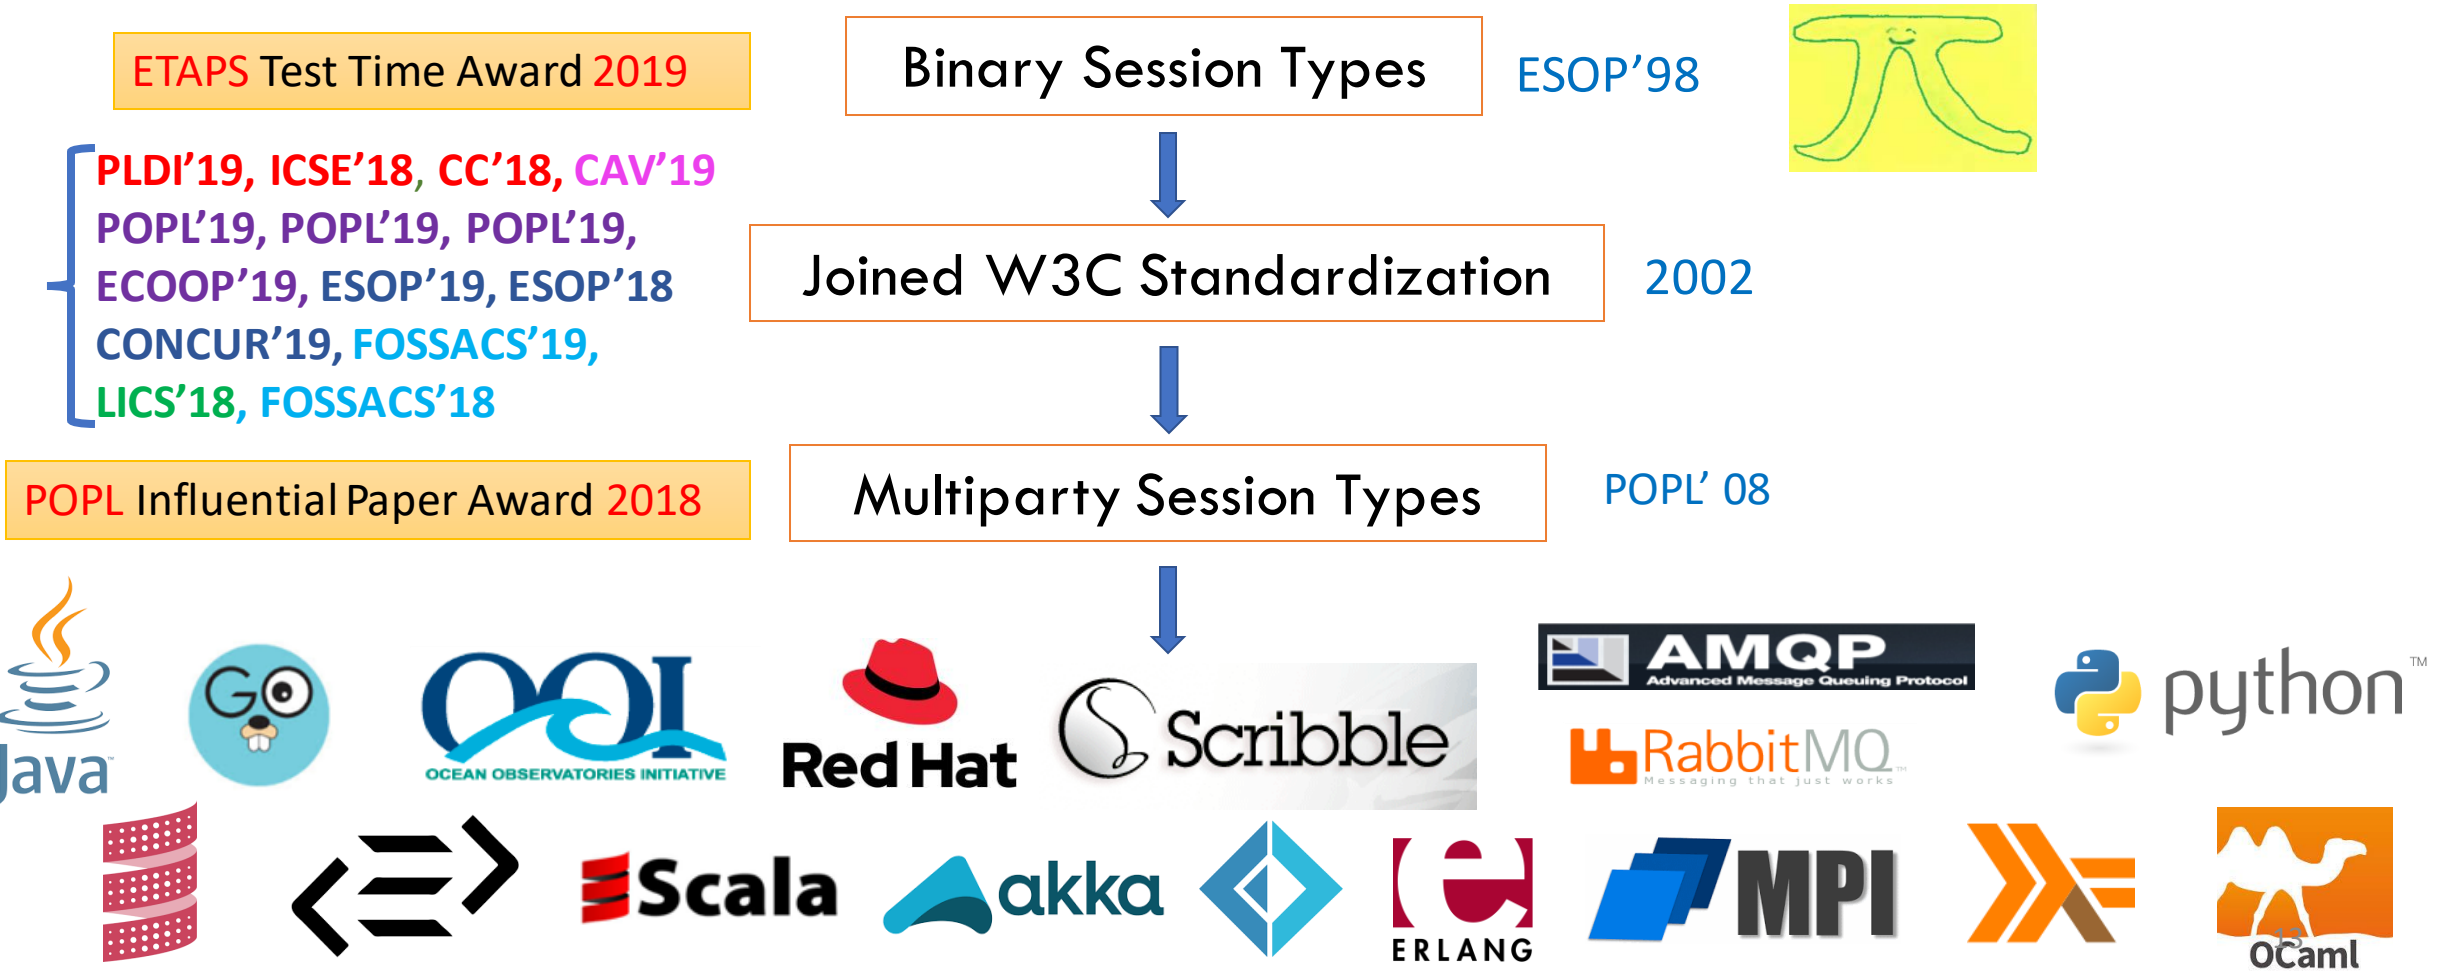 ETAPS Test Time Award 2019
Binary Session Types
ESOP’98
PLDI’19, ICSE’18, CC’18, CAV’19
POPL’19, POPL’19, POPL’19,
ECOOP’19, ESOP’19, ESOP’18
CONCUR’19, FOSSACS’19,
LICS’18, FOSSACS’18
Joined W3C Standardization
2002
POPL Influential Paper Award 2018
Multiparty Session Types
POPL’ 08
Java
GO
OOI
OCEAN OBSERVATORIES INITIATIVE
Red Hat
Scribble
AMQP
Advanced Message Queuing Protocol
RabbitMQ™
Messaging that just works
python™
Scala
akka
e
ERLANG
MPI
OCaml
13